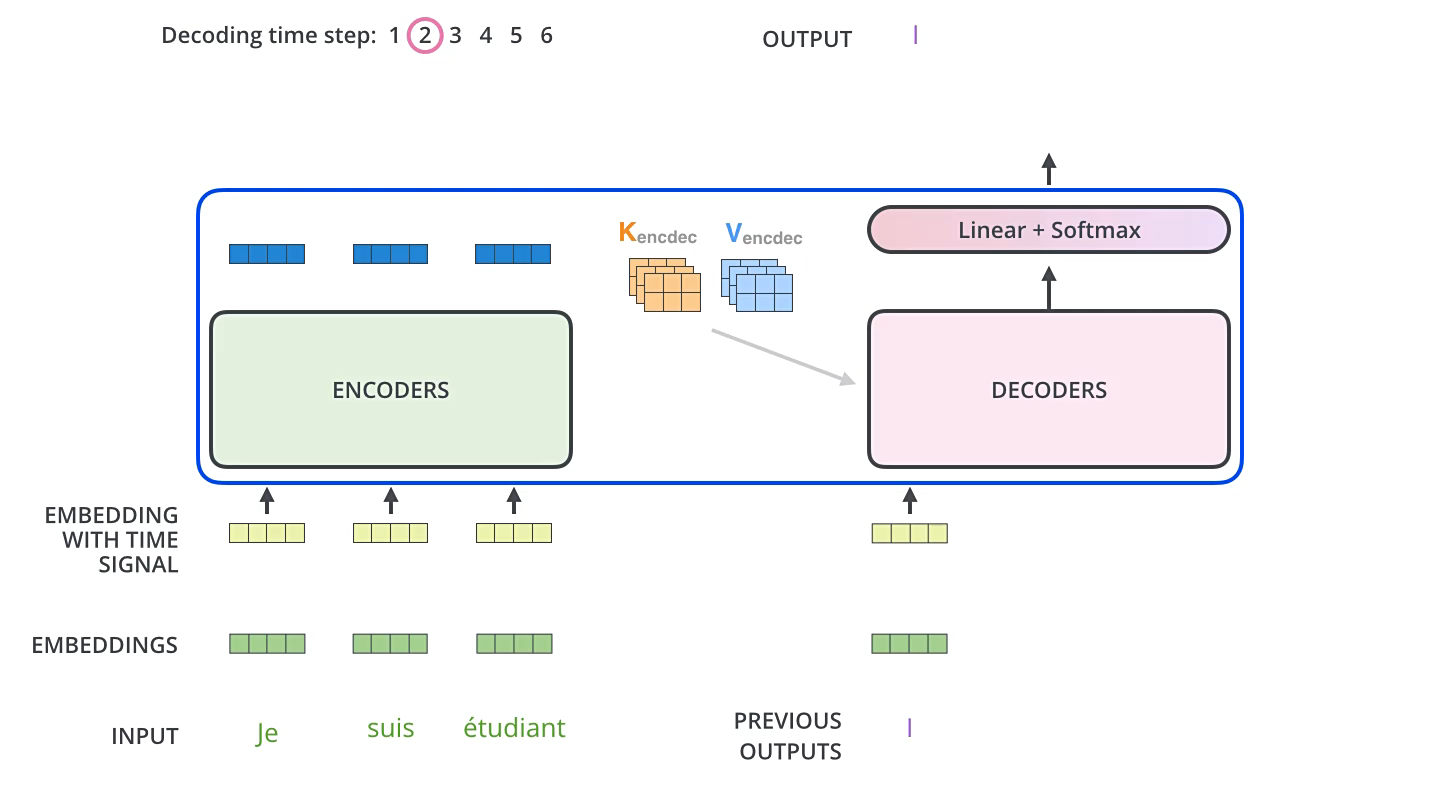 Decoding time step: 1 2 3 4 5 6
OUTPUT I
Kencdec Vencdec
Linear + Softmax
ENCODERS
DECODERS
EMBEDDING
WITH TIME
SIGNAL
EMBEDDINGS
INPUT Je suis étudiant
PREVIOUS
OUTPUTS
I